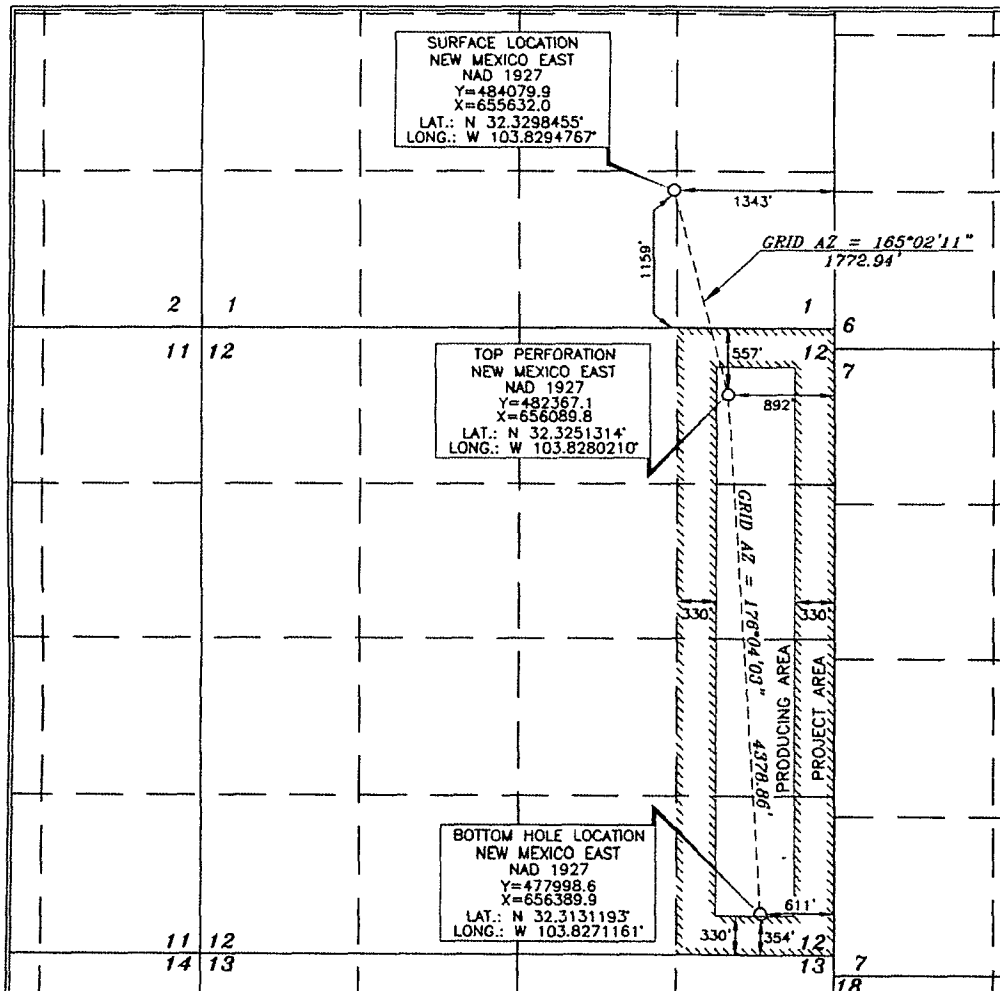 SURFACE LOCATION
NEW MEXICO EAST
NAD 1927
Y=484079.9
X=655632.0
LAT.: N 32.3298455°
LONG.: W 103.8294767°
1343'
1159'
GRID AZ = 165°02'11"
1772.94'
2 1
1
6
11 12
12
7
TOP PERFORATION
NEW MEXICO EAST
NAD 1927
Y=482367.1
X=656089.8
LAT.: N 32.3251314°
LONG.: W 103.8280210°
557'
892'
GRID AZ = 176°04'03" 4378.86'
330'
330'
PRODUCING AREA
PROJECT AREA
BOTTOM HOLE LOCATION
NEW MEXICO EAST
NAD 1927
Y=477998.6
X=656389.9
LAT.: N 32.3131193°
LONG.: W 103.8271161°
611'
330'
354'
11 12
12
14 13
13
7
18